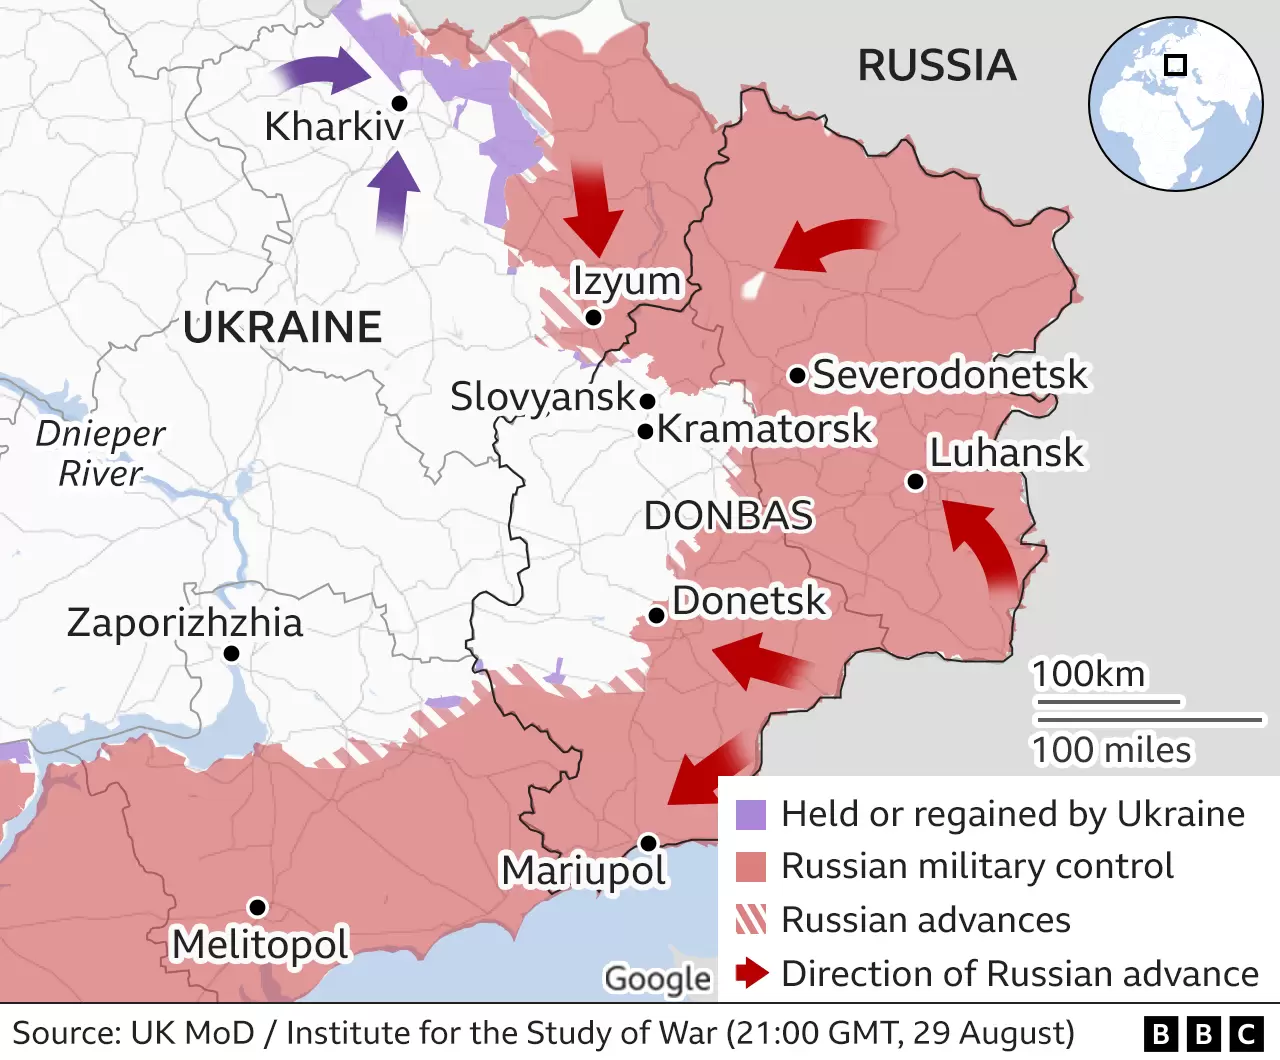 RUSSIA
Kharkiv
Izyum
UKRAINE
Severodonetsk
Slovyansk
Kramatorsk
Dnieper
River
Luhansk
DONBAS
Donetsk
Zaporizhzhia
100km
100 miles
Mariupol
Melitopol
Google
Held or regained by Ukraine
Russian military control
Russian advances
Direction of Russian advance
Source: UK MoD / Institute for the Study of War (21:00 GMT, 29 August)
BBC